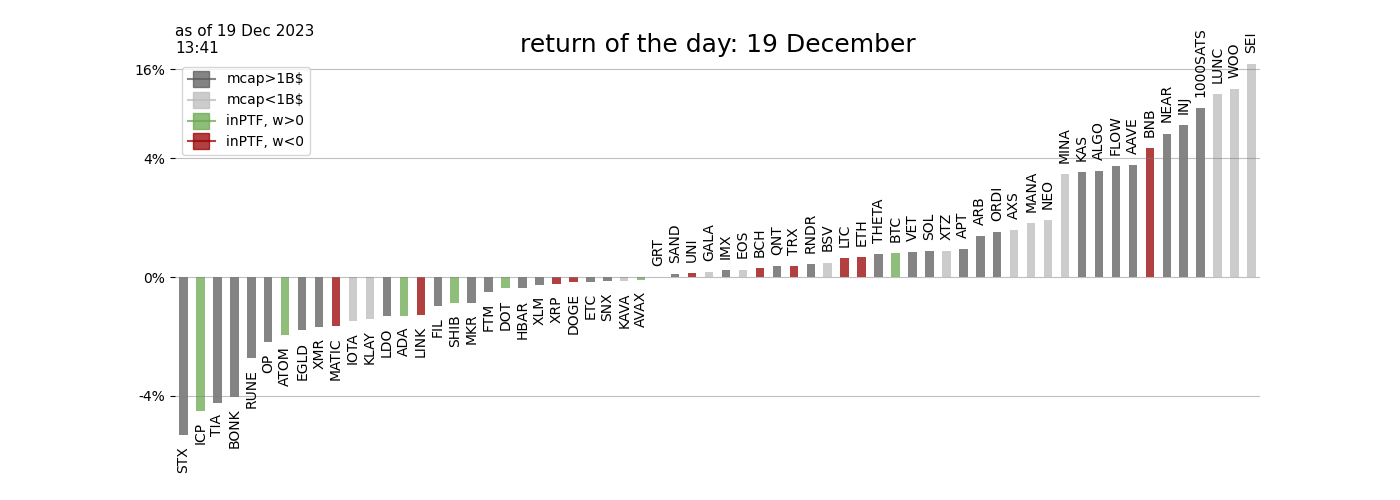 as of 19 Dec 2023
13:41
return of the day: 19 December
16%
4%
0%
-4%
mcap>1B$
mcap<1B$
inPTF, w>0
inPTF, w<0
STX
ICP
TIA
BONK
RUNE
OP
ATOM
EGLD
XMR
MATIC
IOTA
KLAY
LDO
ADA
LINK
FIL
SHIB
MKR
FTM
DOT
HBAR
XLM
XRP
DOGE
ETC
SNX
KAVA
AVAX
GRT
SAND
UNI
GALA
IMX
EOS
BCH
QNT
TRX
RNDR
BSV
LTC
ETH
THETA
BTC
VET
SOL
XTZ
APT
ARB
ORDI
AXS
MANA
NEO
MINA
KAS
ALGO
FLOW
AAVE
BNB
NEAR
INJ
1000SATS
LUNC
WOO
SEI